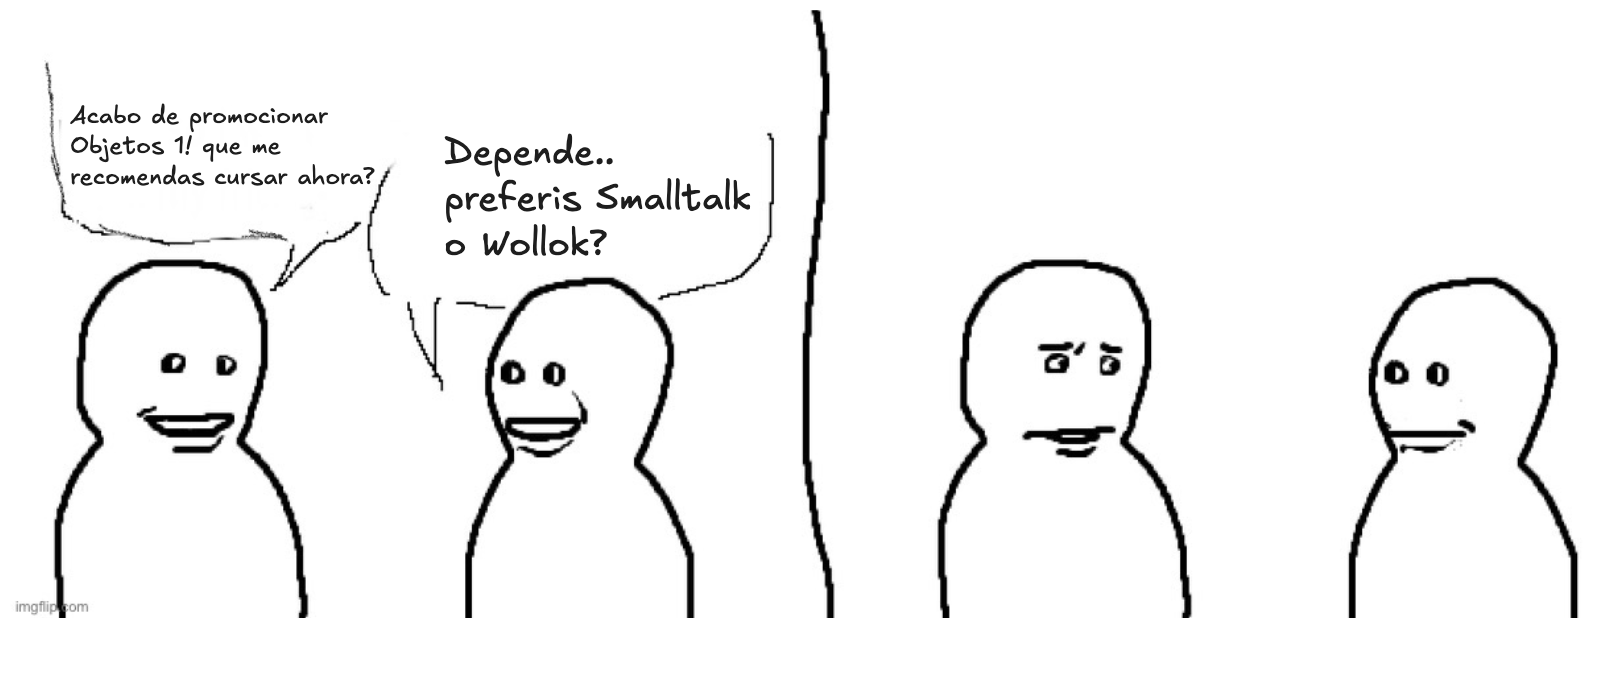 Acabo de promocionar
Objetos 1! que me
recomendas cursar ahora?
Depende..
preferis Smalltalk
o Wollok?
imgflip.com